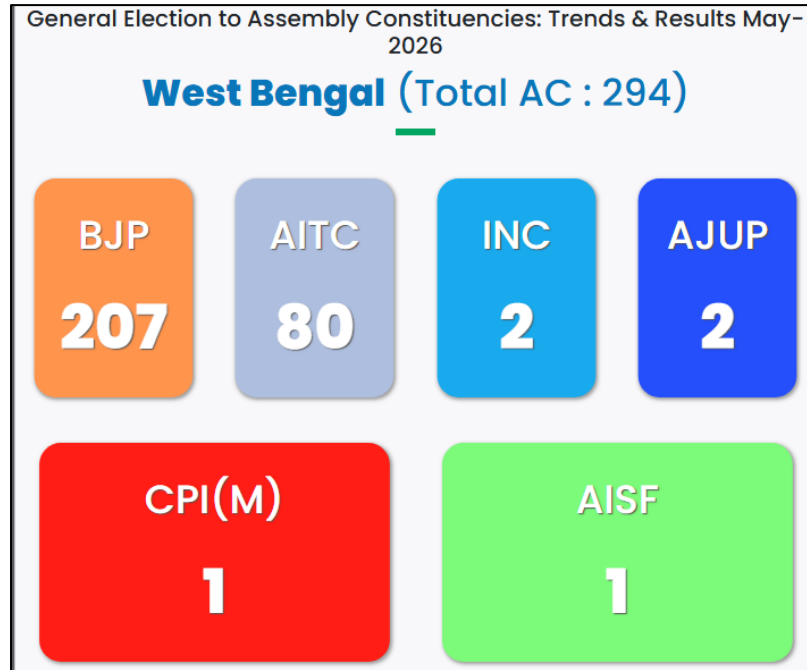 General Election to Assembly Constituencies: Trends & Results May-
2026
West Bengal (Total AC : 294)
BJP
207
AITC
80
INC
2
AJUP
2
CPI(M)
1
AISF
1